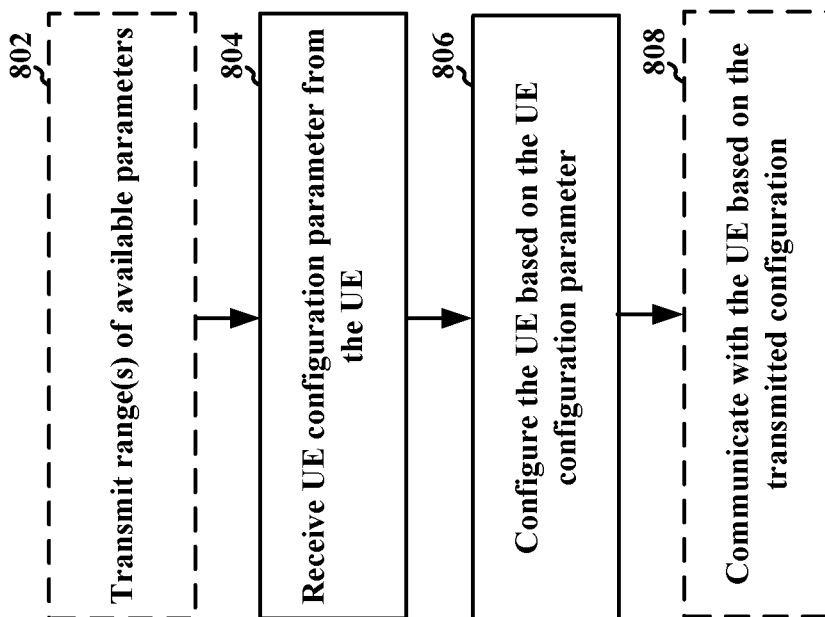 802
Transmit range(s) of available parameters
804
Receive UE configuration parameter from
the UE
806
Configure the UE based on the UE
configuration parameter
808
Communicate with the UE based on the
transmitted configuration